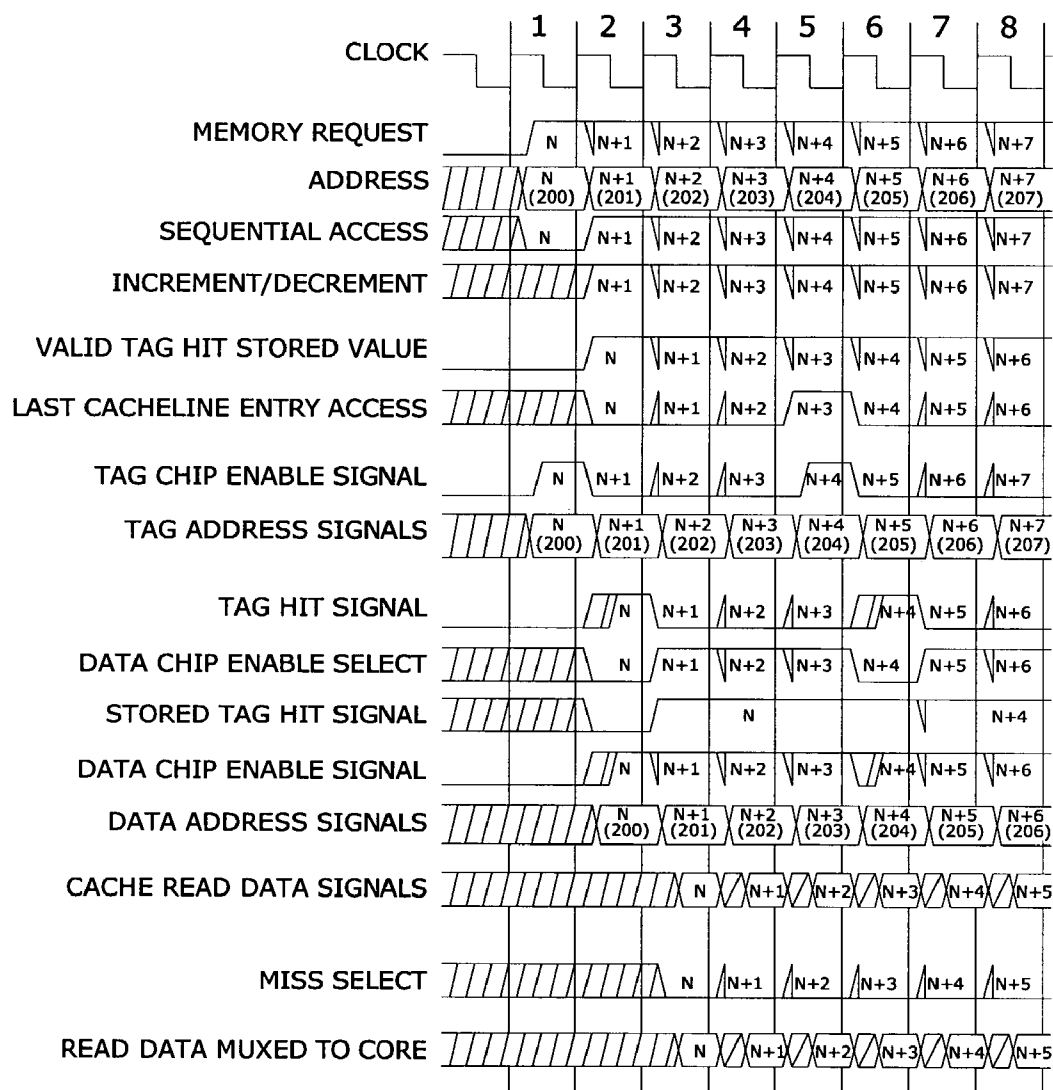 1 2 3 4 5 6 7 8
CLOCK
MEMORY REQUEST N N+1 N+2 N+3 N+4 N+5 N+6 N+7
ADDRESS N N+1 N+2 N+3 N+4 N+5 N+6 N+7
(200) (201) (202) (203) (204) (205) (206) (207)
SEQUENTIAL ACCESS N N+1 N+2 N+3 N+4 N+5 N+6 N+7
INCREMENT/DECREMENT N+1 N+2 N+3 N+4 N+5 N+6 N+7
VALID TAG HIT STORED VALUE N N+1 N+2 N+3 N+4 N+5 N+6
LAST CACHELINE ENTRY ACCESS N N+1 N+2 N+3 N+4 N+5 N+6
TAG CHIP ENABLE SIGNAL N N+1 N+2 N+3 N+4 N+5 N+6 N+7
TAG ADDRESS SIGNALS N N+1 N+2 N+3 N+4 N+5 N+6 N+7
(200) (201) (202) (203) (204) (205) (206) (207)
TAG HIT SIGNAL N N+1 N+2 N+3 N+4 N+5 N+6
DATA CHIP ENABLE SELECT N N+1 N+2 N+3 N+4 N+5 N+6
STORED TAG HIT SIGNAL N N+4
DATA CHIP ENABLE SIGNAL N N+1 N+2 N+3 N+4 N+5 N+6
DATA ADDRESS SIGNALS N N+1 N+2 N+3 N+4 N+5 N+6
(200) (201) (202) (203) (204) (205) (206)
CACHE READ DATA SIGNALS N N+1 N+2 N+3 N+4 N+5
MISS SELECT N N+1 N+2 N+3 N+4 N+5
READ DATA MUXED TO CORE N N+1 N+2 N+3 N+4 N+5